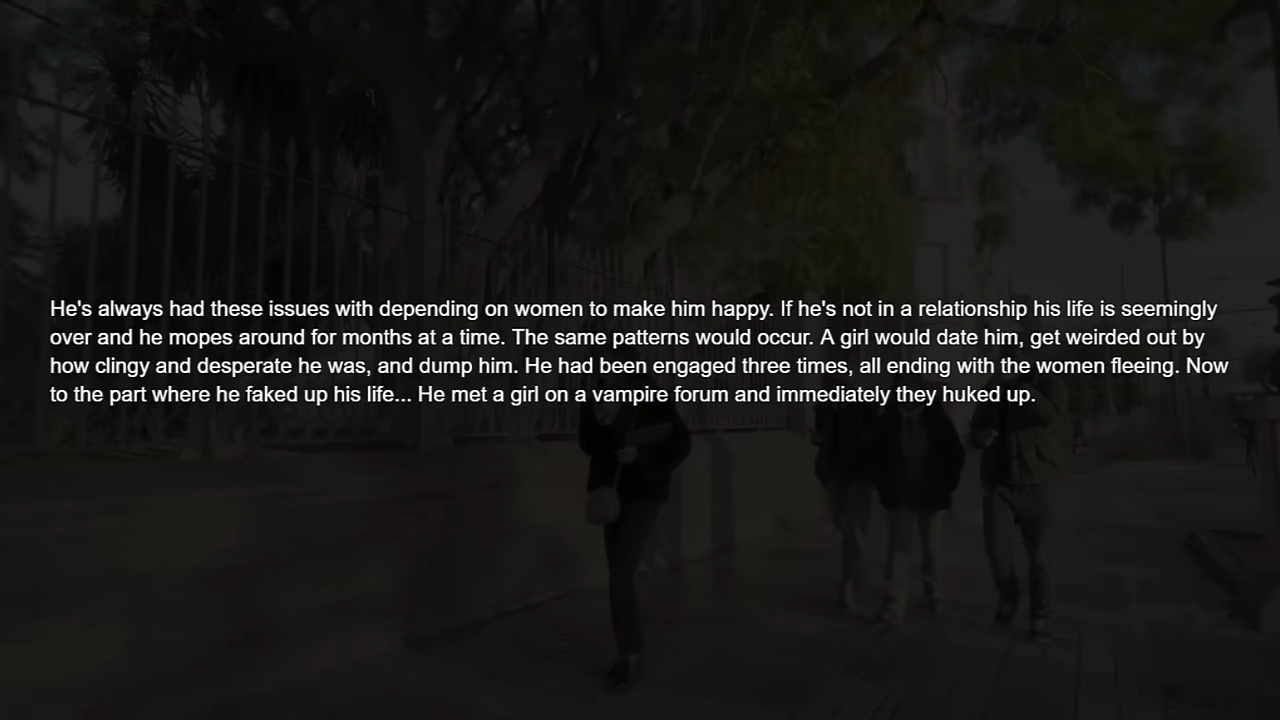 He's always had these issues with depending on women to make him happy. If he's not in a relationship his life is seemingly
over and he mopes around for months at a time. The same patterns would occur. A girl would date him, get weirded out by
how clingy and desperate he was, and dump him. He had been engaged three times, all ending with the women fleeing. Now
to the part where he faked up his life... He met a girl on a vampire forum and immediately they huked up.